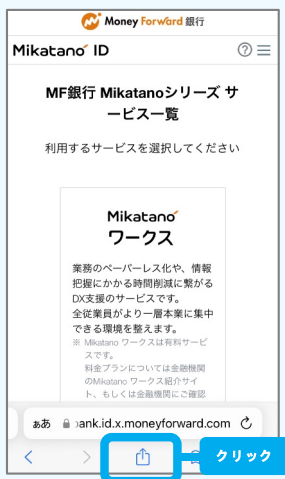 Money Forward 銀行
Mikatano ID
MF銀行 Mikatanoシリーズ サ
ービス一覧
利用するサービスを選択してください
Mikatano
ワークス
業務のペーパーレス化や、情報
把握にかかる時間削減に繋がる
DX支援のサービスです。
全従業員がより一層本業に集中
できる環境を整えます。
※ Mikatano ワークスは有料サービ
スです。
料金プランについては金融機関
のMikatano ワークス紹介サイ
ト、もしくは金融機関にご確認
ぁあ ank.id.x.moneyforward.com
クリック